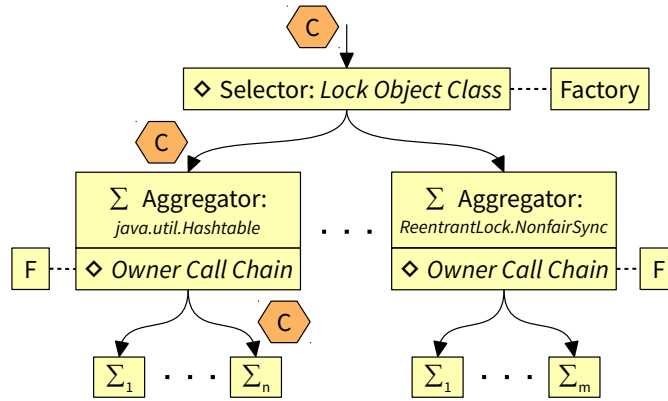 C
◇ Selector: Lock Object Class
Factory
C
Σ Aggregator:
java.util.Hashtable
. . .
Σ Aggregator:
ReentrantLock.NonfairSync
F
◇ Owner Call Chain
◇ Owner Call Chain
F
C
Σ₁ . . . Σₙ
Σ₁ . . . Σₘ